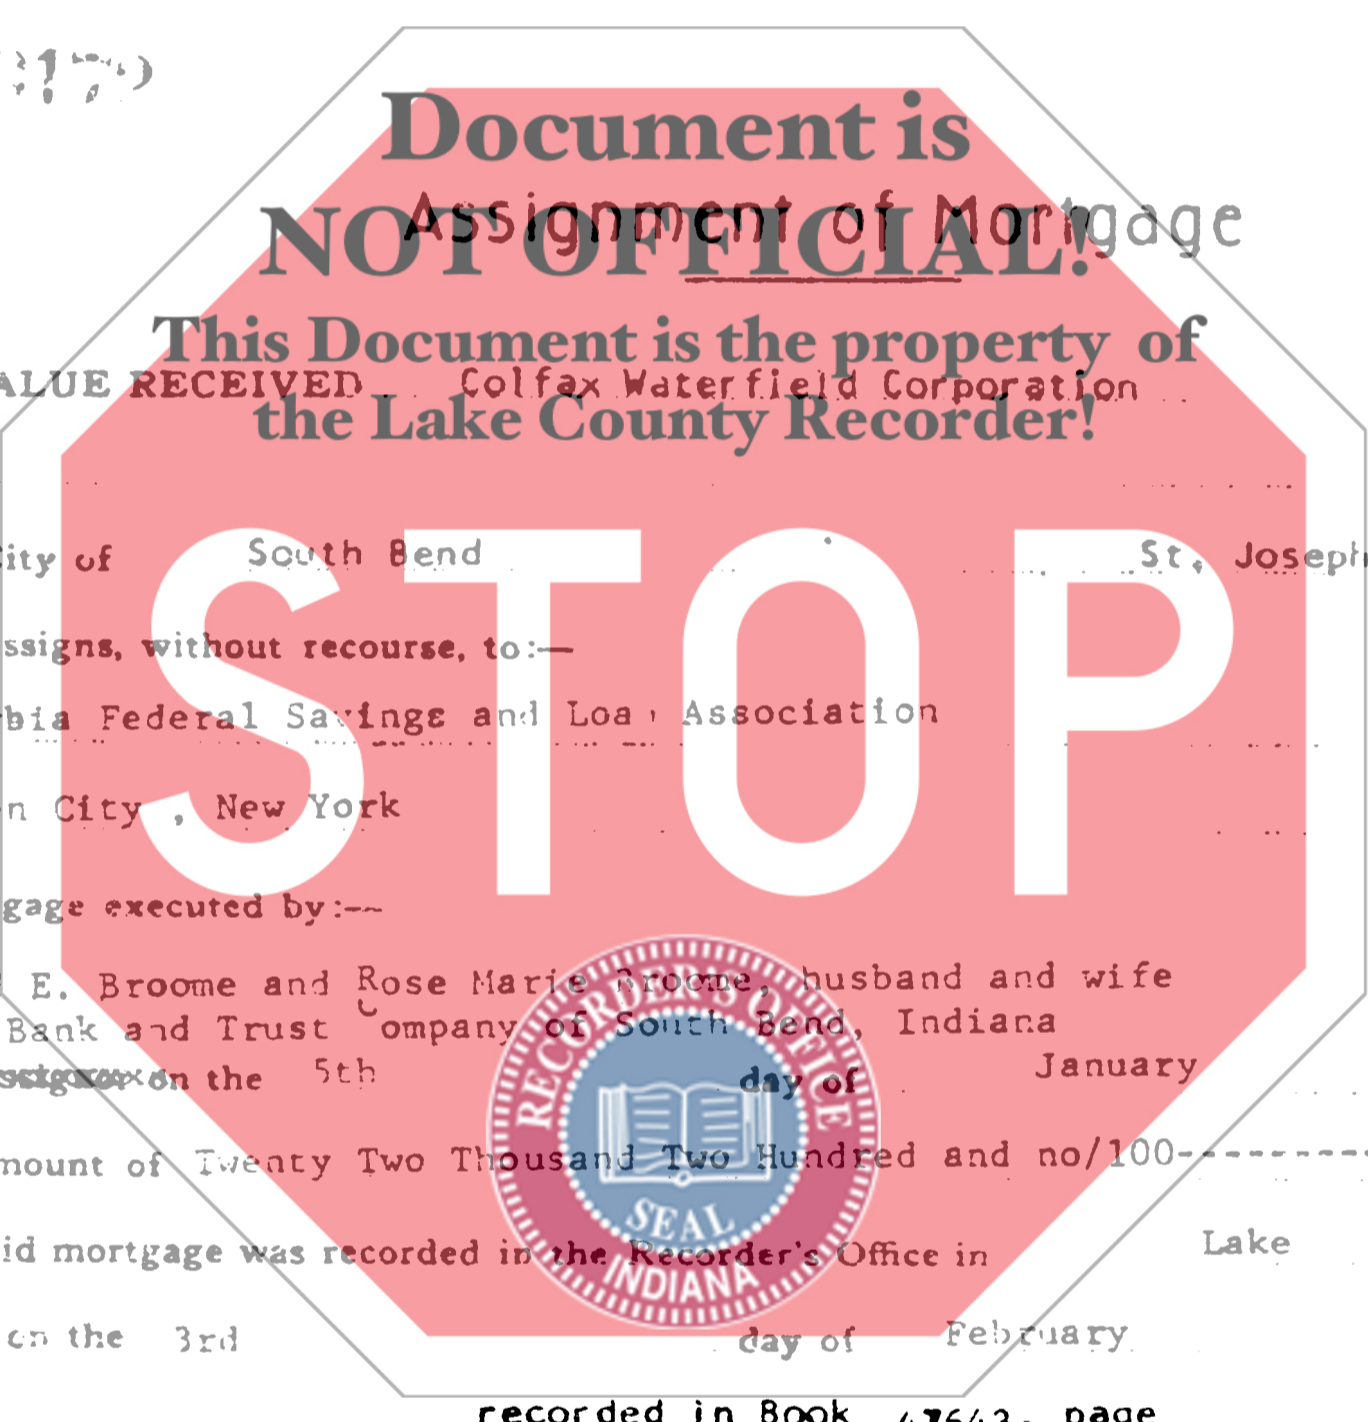 Document is
Assignment of Mortgage
NOT OFFICIAL!
This Document is the property of
ALUE RECEIVED Colfax Waterfield Corporation
the Lake County Recorder!
STOP
ity of South Bend St. Joseph
ssigns, without recourse, to:—
bia Federal Savings and Loan Association
n City, New York
gage executed by:--
E. Broome and Rose Marie Broome, husband and wife
Bank and Trust Company of South Bend, Indiana
on the 5th day of January
mount of Twenty Two Thousand Two Hundred and no/100----------
id mortgage was recorded in the Recorder's Office in Lake
on the 3rd day of February
recorded in Book page
RECORDER'S OFFICE
SEAL
INDIANA